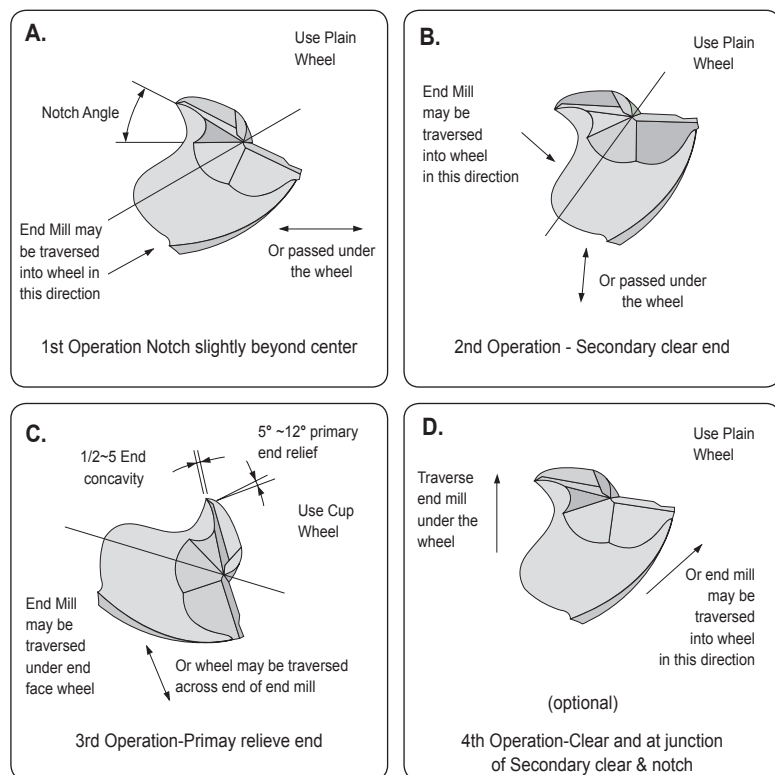 A.
Use Plain
Wheel
Notch Angle
End Mill may
be traversed
into wheel in
this direction
Or passed under
the wheel
1st Operation Notch slightly beyond center
B.
Use Plain
Wheel
End Mill
may be
traversed
into wheel
in this direction
Or passed under
the wheel
2nd Operation - Secondary clear end
C.
1/2~5 End
concavity
5° ~12° primary
end relief
Use Cup
Wheel
End Mill
may be
traversed
under end
face wheel
Or wheel may be traversed
across end of end mill
3rd Operation-Primay relieve end
D.
Use Plain
Wheel
Traverse
end mill
under the
wheel
Or end mill
may be
traversed
into wheel
in this direction
(optional)
4th Operation-Clear and at junction
of Secondary clear & notch